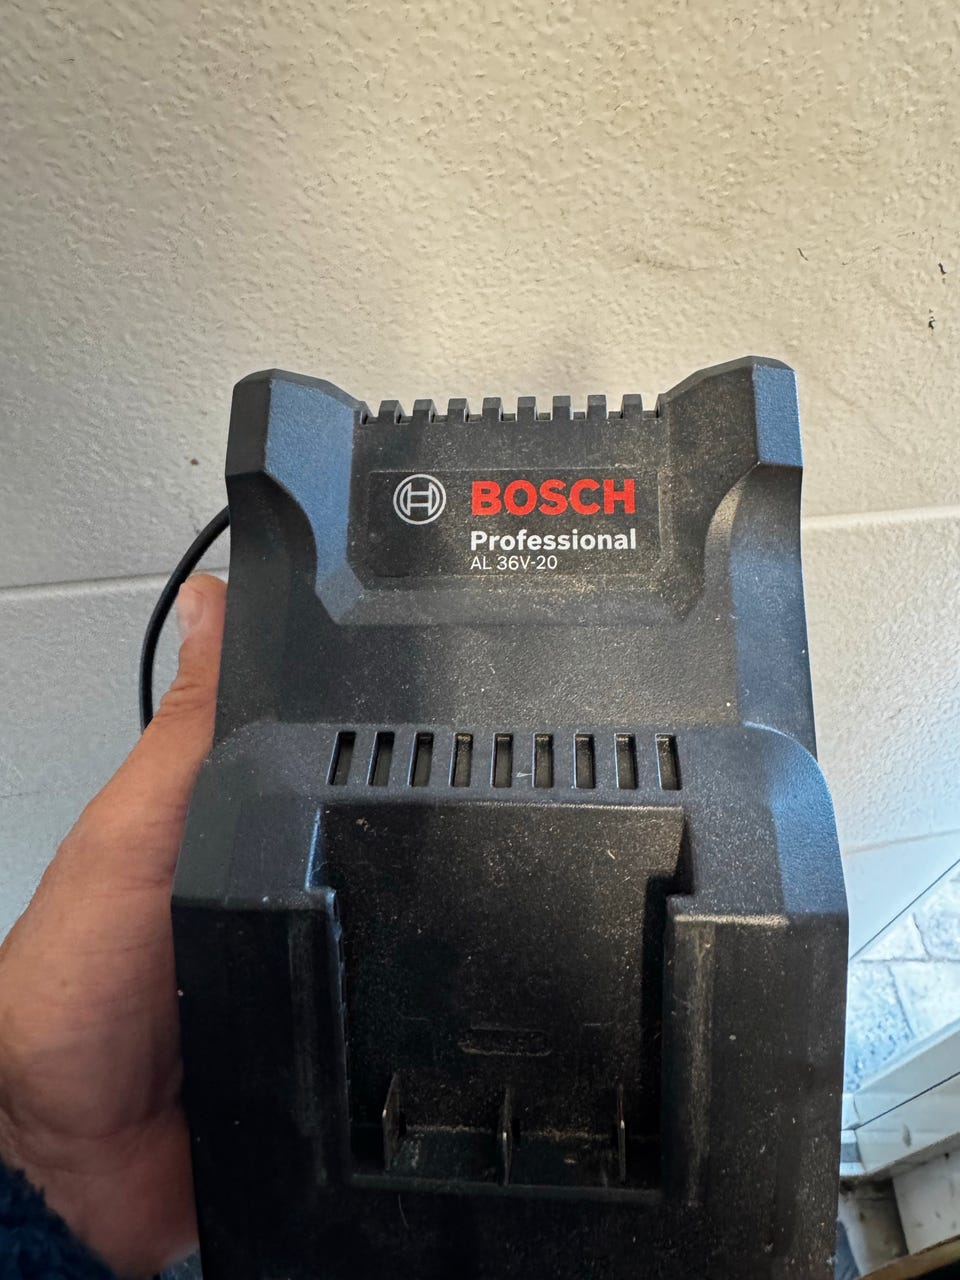 BOSCH
Professional
AL 36V-20